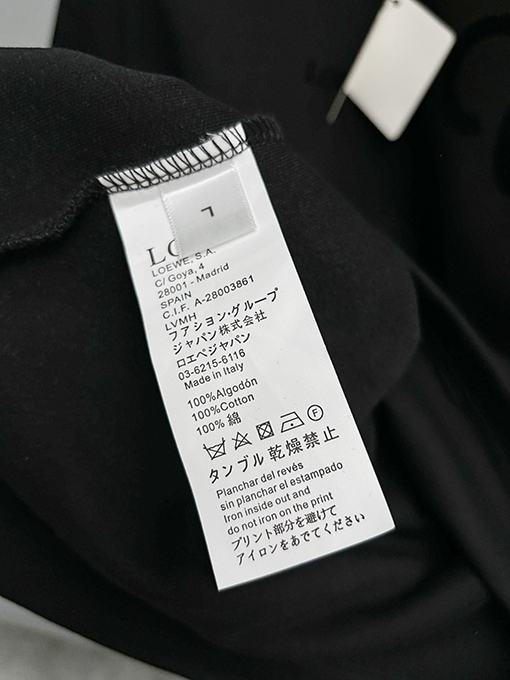 L
LOEWE, S.A.
C/ Goya, 4
28001 - Madrid
SPAIN
C.I.F. A-28003861
LVMH
ファション・グループ
ジャパン株式会社
ロエベジャパン
03-6215-6116
Made in Italy
100%Algodón
100%Cotton
100% 綿
タンブル乾燥禁止
Planchar del revés
sin planchar el estampado
Iron inside out and
do not iron on the print
プリント部分を避けて
アイロンをあてでください